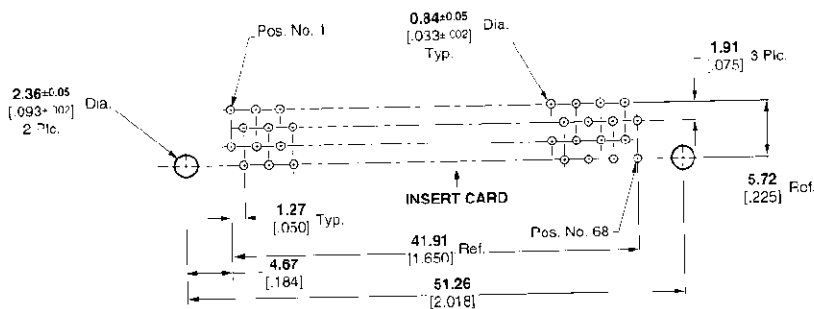 Pos. No. 1
0.84±0.05
[.033±.002]
Dia.
Typ.
1.91
[.075]
3 Plc.
2.36±0.05
[.093±.002]
Dia.
2 Plc.
INSERT CARD
5.72
[.225]
Ref.
1.27
[.050]
Typ.
Pos. No. 68
41.91
[1.650]
Ref.
4.67
[.184]
51.26
[2.018]